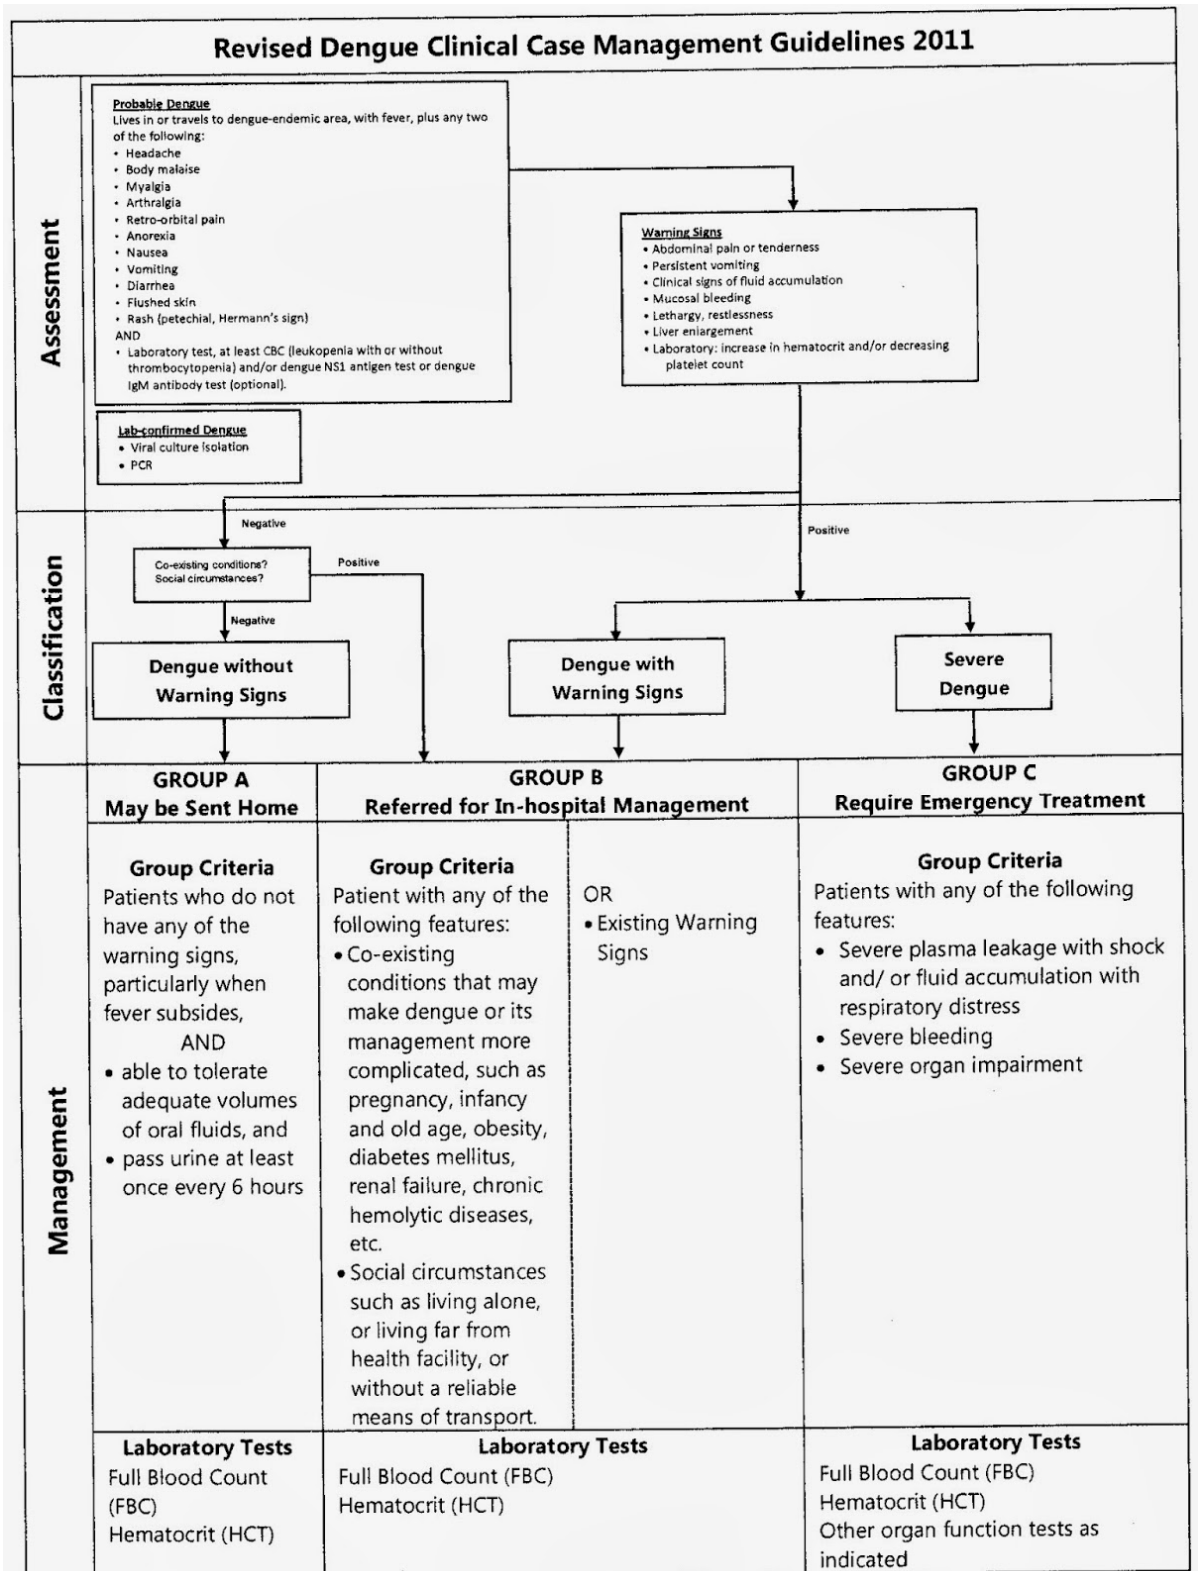 Revised Dengue Clinical Case Management Guidelines 2011
Assessment
Probable Dengue
Lives in or travels to dengue-endemic area, with fever, plus any two
of the following:
• Headache
• Body malaise
• Myalgia
• Arthralgia
• Retro-orbital pain
• Anorexia
• Nausea
• Vomiting
• Diarrhea
• Flushed skin
• Rash (petechial, Hermann's sign)
AND
• Laboratory test, at least CBC (leukopenia with or without
thrombocytopenia) and/or dengue NS1 antigen test or dengue
IgM antibody test (optional).
Lab-confirmed Dengue
• Viral culture isolation
• PCR
Warning Signs
• Abdominal pain or tenderness
• Persistent vomiting
• Clinical signs of fluid accumulation
• Mucosal bleeding
• Lethargy, restlessness
• Liver enlargement
• Laboratory: increase in hematocrit and/or decreasing
platelet count
Classification
Negative
Positive
Co-existing conditions?
Social circumstances?
Positive
Negative
Dengue without
Warning Signs
Dengue with
Warning Signs
Severe
Dengue
Management
GROUP A
May be Sent Home
Group Criteria
Patients who do not
have any of the
warning signs,
particularly when
fever subsides,
AND
• able to tolerate
adequate volumes
of oral fluids, and
• pass urine at least
once every 6 hours
Laboratory Tests
Full Blood Count
(FBC)
Hematocrit (HCT)
GROUP B
Referred for In-hospital Management
Group Criteria
Patient with any of the
following features:
• Co-existing
conditions that may
make dengue or its
management more
complicated, such as
pregnancy, infancy
and old age, obesity,
diabetes mellitus,
renal failure, chronic
hemolytic diseases,
etc.
• Social circumstances
such as living alone,
or living far from
health facility, or
without a reliable
means of transport.
OR
• Existing Warning
Signs
Laboratory Tests
Full Blood Count (FBC)
Hematocrit (HCT)
GROUP C
Require Emergency Treatment
Group Criteria
Patients with any of the following
features:
• Severe plasma leakage with shock
and/ or fluid accumulation with
respiratory distress
• Severe bleeding
• Severe organ impairment
Laboratory Tests
Full Blood Count (FBC)
Hematocrit (HCT)
Other organ function tests as
indicated